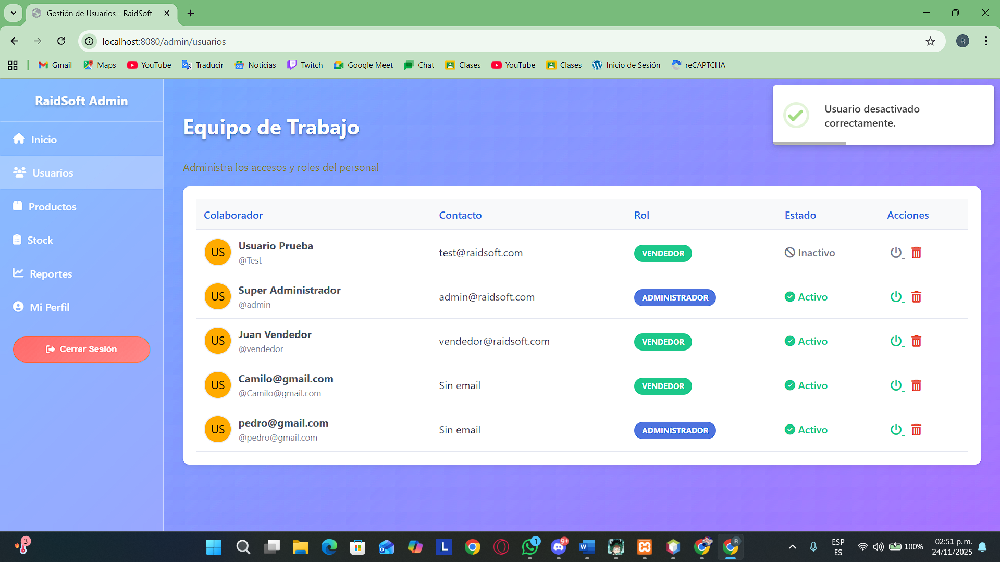 Gestión de Usuarios - RaidSoft
localhost:8080/admin/usuarios
R
Gmail Maps YouTube Traducir Noticias Twitch Google Meet Chat Clases YouTube Clases Inicio de Sesión reCAPTCHA
RaidSoft Admin
Inicio
Usuarios
Productos
Stock
Reportes
Mi Perfil
Cerrar Sesión
Usuario desactivado
correctamente.
Equipo de Trabajo
Administra los accesos y roles del personal
Colaborador Contacto Rol Estado Acciones
US Usuario Prueba test@raidsoft.com VENDEDOR Inactivo
@Test
US Super Administrador admin@raidsoft.com ADMINISTRADOR Activo
@admin
US Juan Vendedor vendedor@raidsoft.com VENDEDOR Activo
@vendedor
US Camilo@gmail.com Sin email VENDEDOR Activo
@Camilo@gmail.com
US pedro@gmail.com Sin email ADMINISTRADOR Activo
@pedro@gmail.com
3
L
1
9+
W
R
ESP
ES
100%
02:51 p.m.
24/11/2025